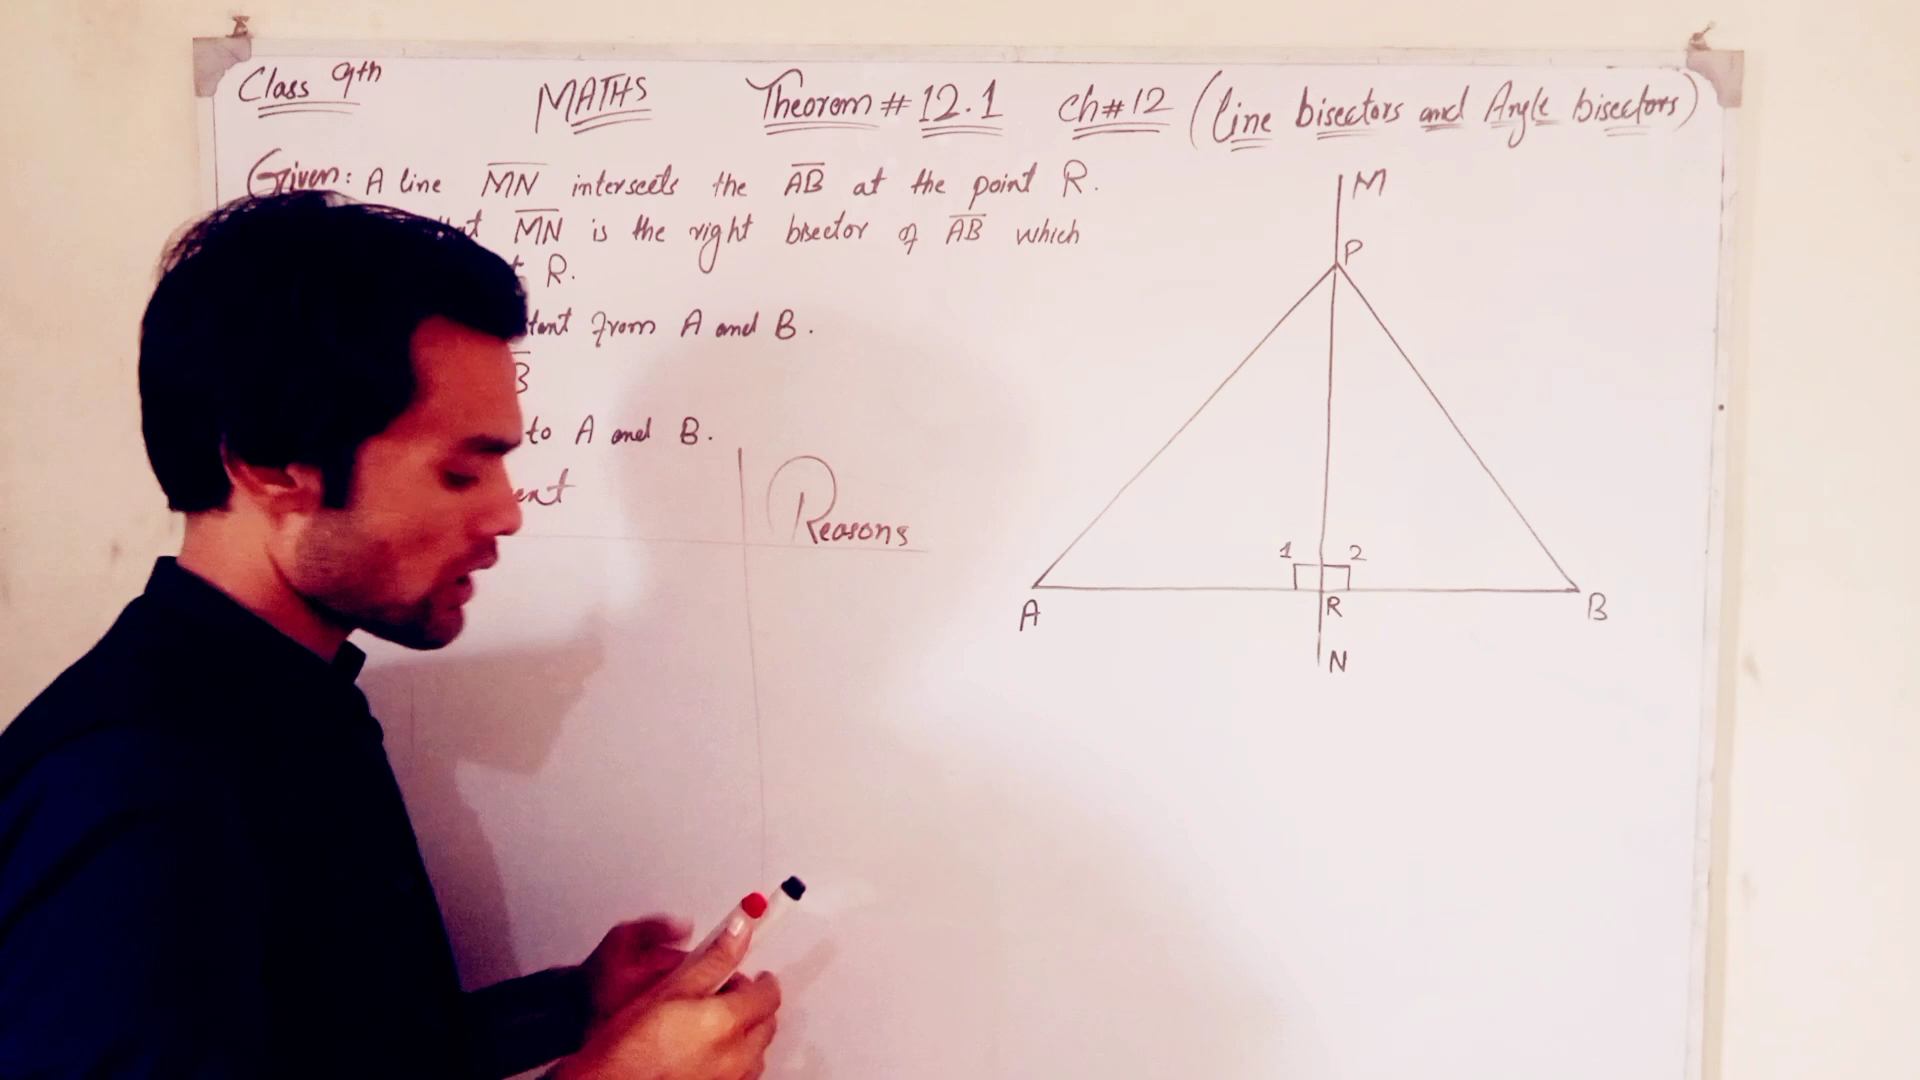 Class 9th MATHS Theorem # 12.1 Ch#12 (line bisectors and Angle bisectors)
Given: A line MN intersects the AB at the point R.
MN is the right bisector of AB which
R.
from A and B.
B
to A and B.
Reasons
M
P
1 2
A R B
N